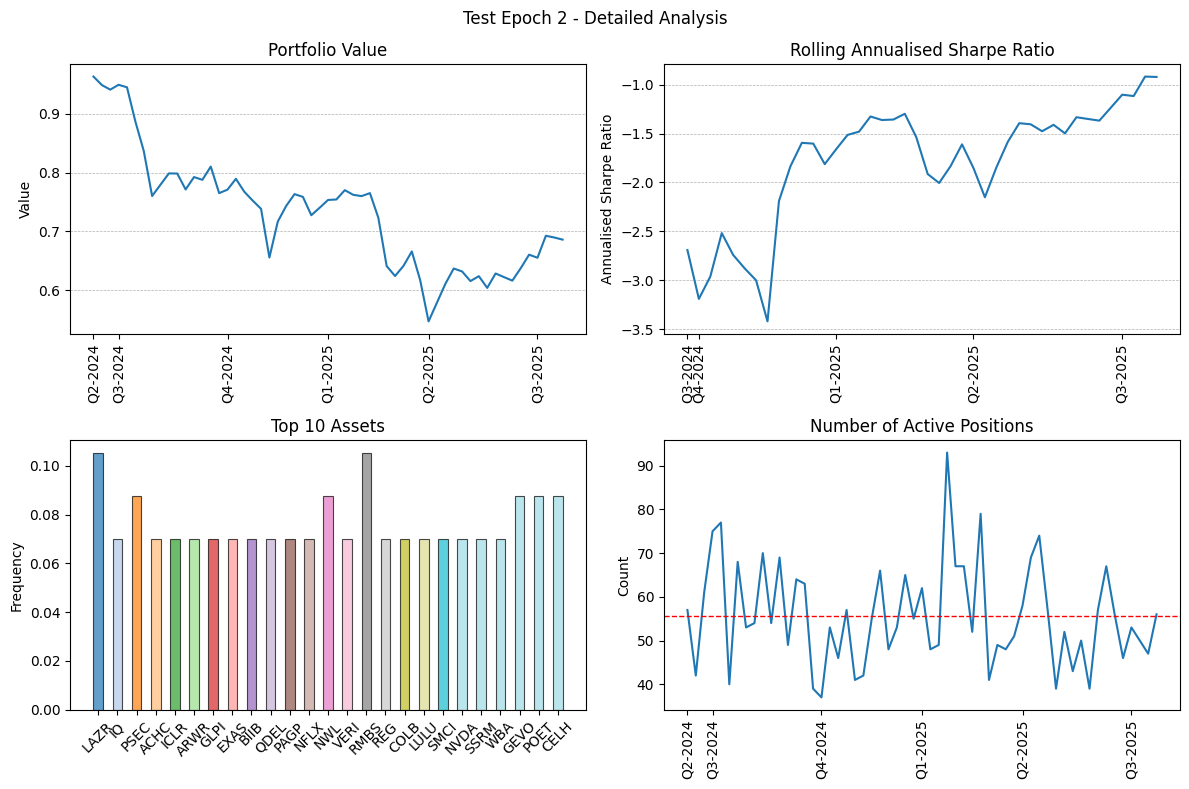 Test Epoch 2 - Detailed Analysis
Portfolio Value
Value
0.9
0.8
0.7
0.6
Q2-2024
Q3-2024
Q4-2024
Q1-2025
Q2-2025
Q3-2025
Rolling Annualised Sharpe Ratio
Annualised Sharpe Ratio
−1.0
−1.5
−2.0
−2.5
−3.0
−3.5
Q3-2024
Q4-2024
Q1-2025
Q2-2025
Q3-2025
Top 10 Assets
Frequency
0.10
0.08
0.06
0.04
0.02
0.00
LAZR
IQ
PSEC
ACHC
ICLR
ARWR
GLPI
EXAS
BIIB
QDEL
PAGP
NFLX
NWL
VERI
RMBS
REG
COLB
LULU
SMCI
NVDA
SSRM
WBA
GEVO
POET
CELH
Number of Active Positions
Count
90
80
70
60
50
40
Q2-2024
Q3-2024
Q4-2024
Q1-2025
Q2-2025
Q3-2025